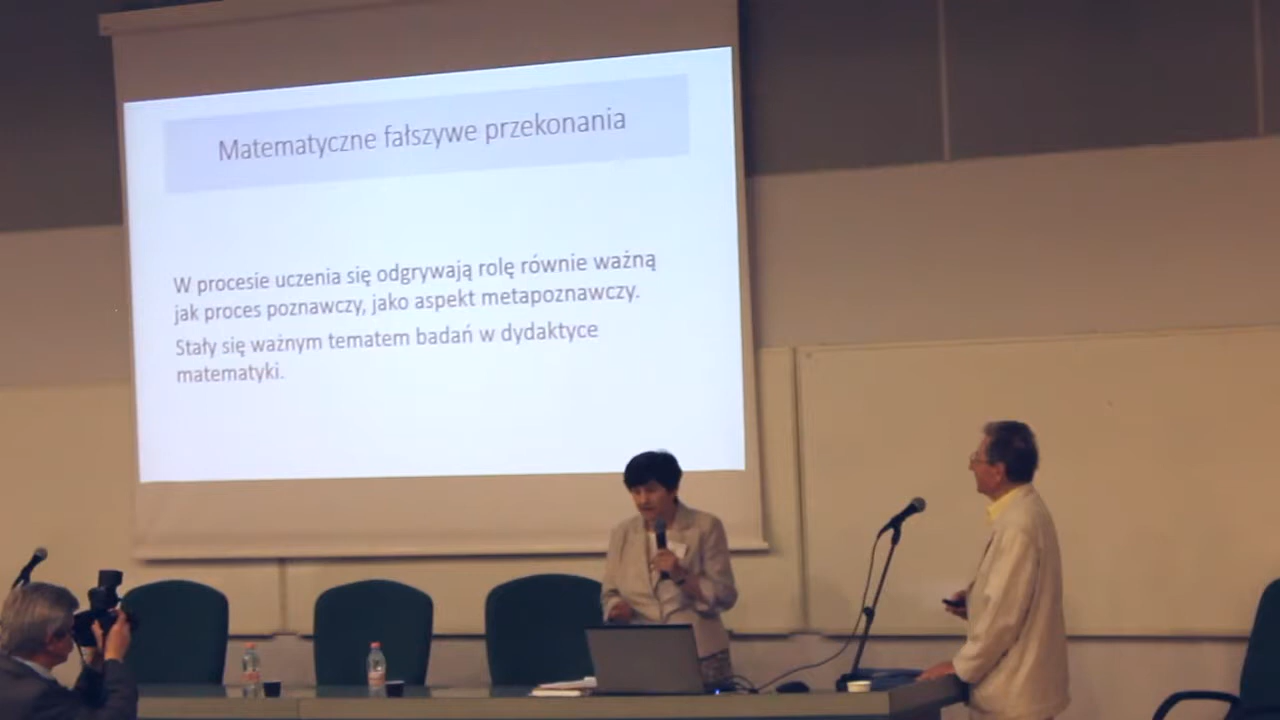 Matematyczne fałszywe przekonania
W procesie uczenia się odgrywają rolę równie ważną
jak proces poznawczy, jako aspekt metapoznawczy.
Stały się ważnym tematem badań w dydaktyce
matematyki.